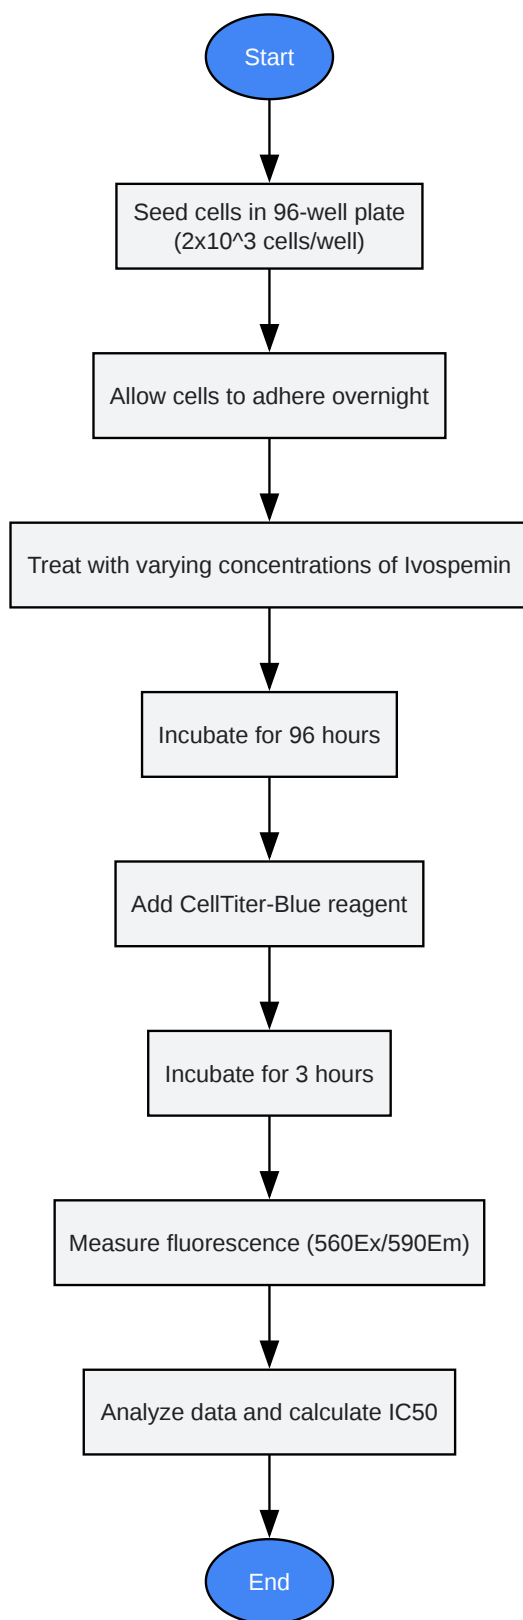 Start
Seed cells in 96-well plate
(2x10^3 cells/well)
Allow cells to adhere overnight
Treat with varying concentrations of Ivospemin
Incubate for 96 hours
Add CellTiter-Blue reagent
Incubate for 3 hours
Measure fluorescence (560Ex/590Em)
Analyze data and calculate IC50
End